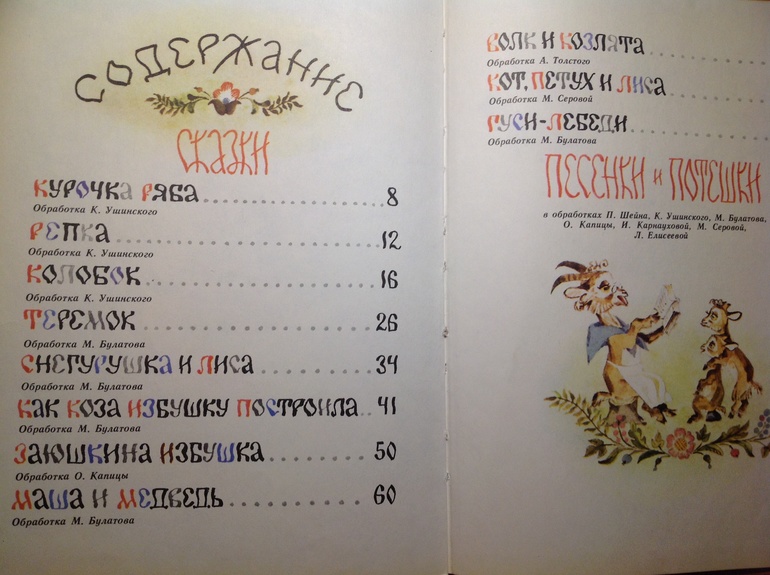 СОДЕРЖАНИЕ
СКАЗКИ
КУРОЧКА РЯБА 8
Обработка К. Ушинского
РЕПКА 12
Обработка К. Ушинского
КОЛОБОК 16
Обработка К. Ушинского
ТЕРЕМОК 26
Обработка М. Булатова
СНЕГУРУШКА И ЛИСА 34
Обработка М. Булатова
КАК КОЗА ИЗБУШКУ ПОСТРОИЛА 41
Обработка М. Булатова
ЗАЮШКИНА ИЗБУШКА 50
Обработка О. Капицы
МАША И МЕДВЕДЬ 60
Обработка М. Булатова
ВОЛК И КОЗЛЯТА
Обработка А. Толстого
КОТ, ПЕТУХ И ЛИСА
Обработка М. Серовой
ГУСИ-ЛЕБЕДИ
Обработка М. Булатова
ПЕСЕНКИ И ПОТЕШКИ
в обработках П. Шейна, К. Ушинского, М. Булатова,
О. Капицы, И. Карнауховой, М. Серовой,
Л. Елисеевой